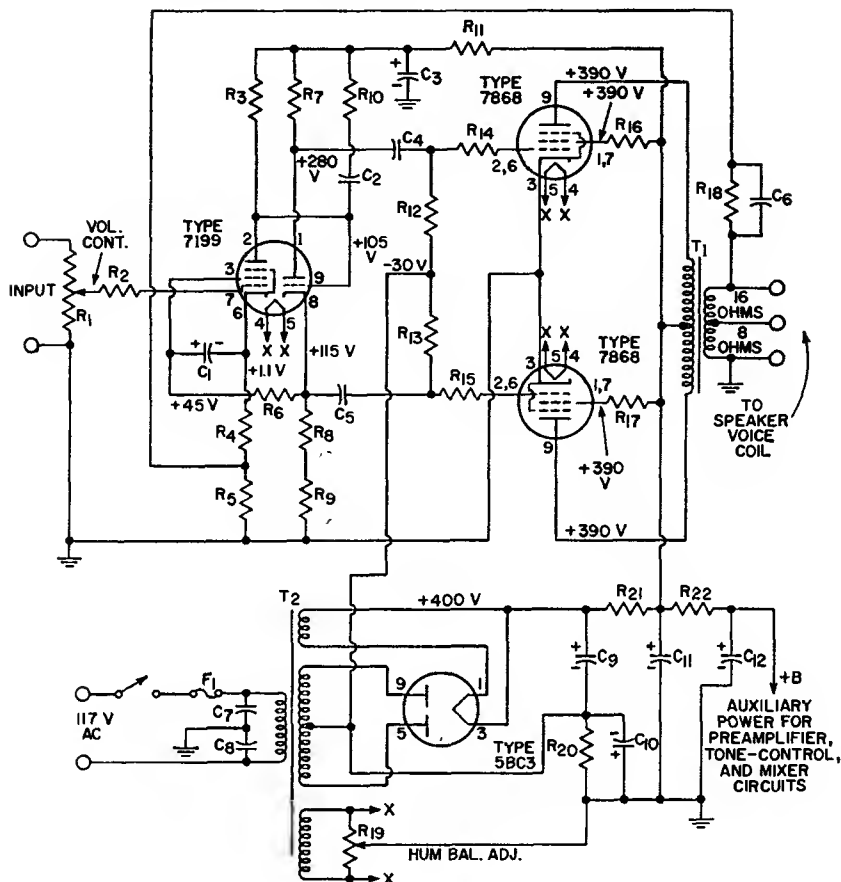 R11
+390 V
+390 V
TYPE
7868
C3
R3
R7
R10
C4
R14
9
R16
2,6
1,7
3
5
4
X X
+280
V
C2
R12
R18
C6
TYPE
7199
+105
V
T1
VOL.
CONT.
2
1
INPUT
R2
3
7
6
9
8
4
5
X X
-30 V
R1
R13
16
OHMS
8
OHMS
+115 V
X X
TYPE
7868
C1
+1.1 V
+45 V
R6
C5
R15
3
5
4
2,6
1,7
R17
9
+390
V
TO
SPEAKER
VOICE
COIL
R4
R8
R5
R9
+390 V
T2
+400 V
R21
R22
C9
C11
C12
F1
117 V
AC
C7
C8
9
1
5
3
TYPE
5BC3
R20
C10
+B
AUXILIARY
POWER FOR
PREAMPLIFIER,
TONE-CONTROL,
AND MIXER
CIRCUITS
X
R19
HUM BAL. ADJ.
X